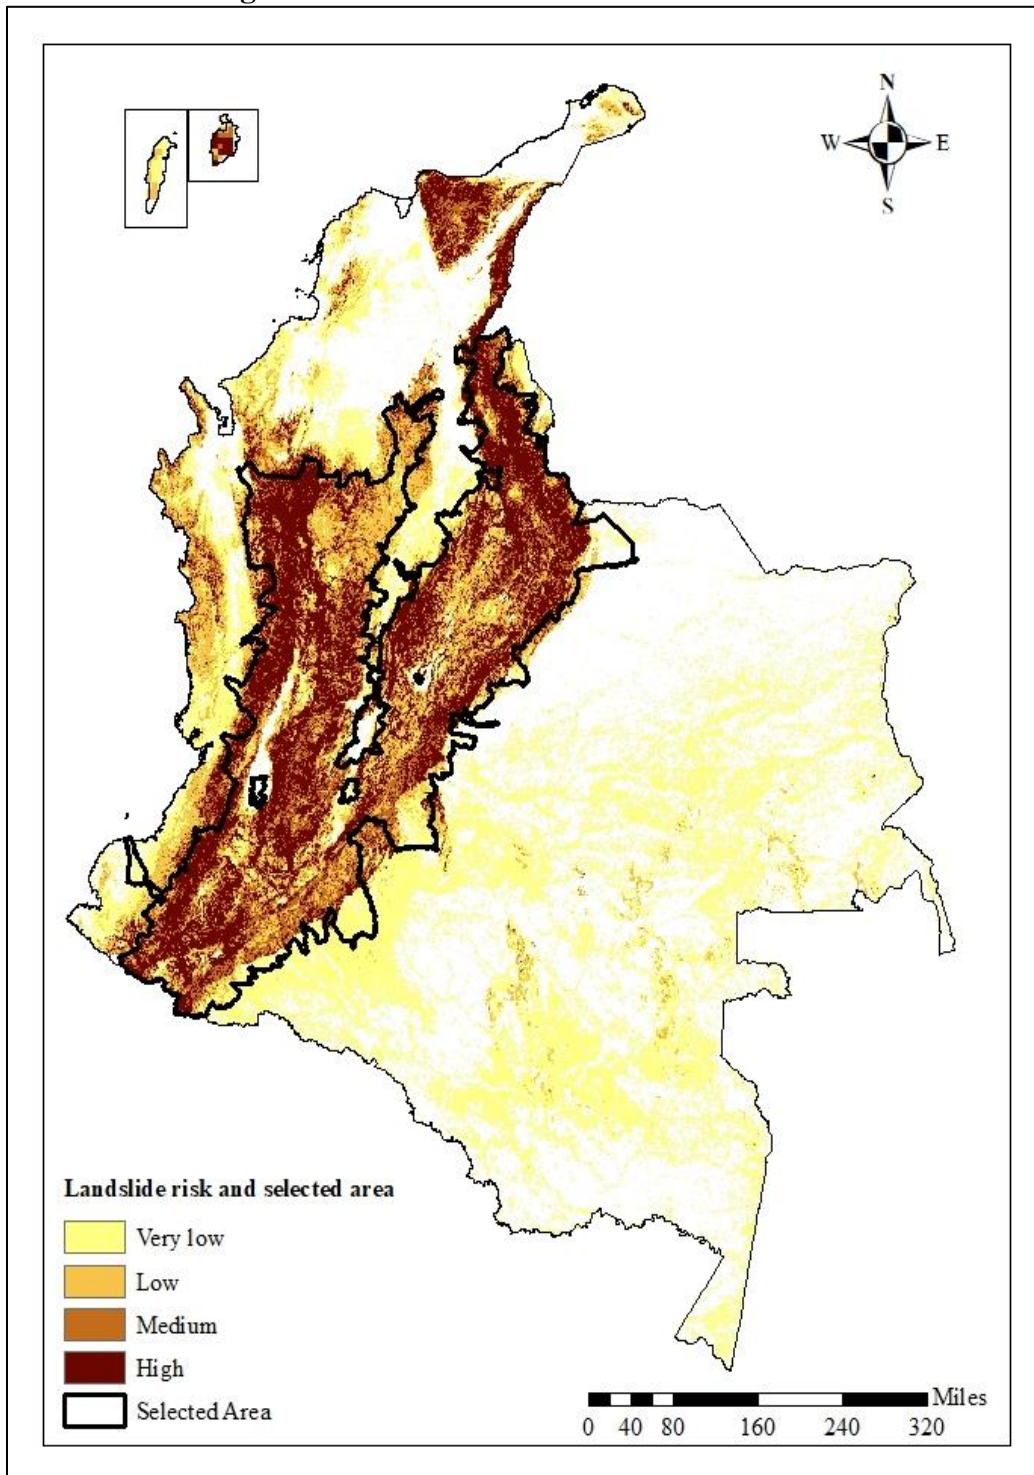 N
W E
S
Landslide risk and selected area
Very low
Low
Medium
High
Selected Area
Miles
0 40 80 160 240 320